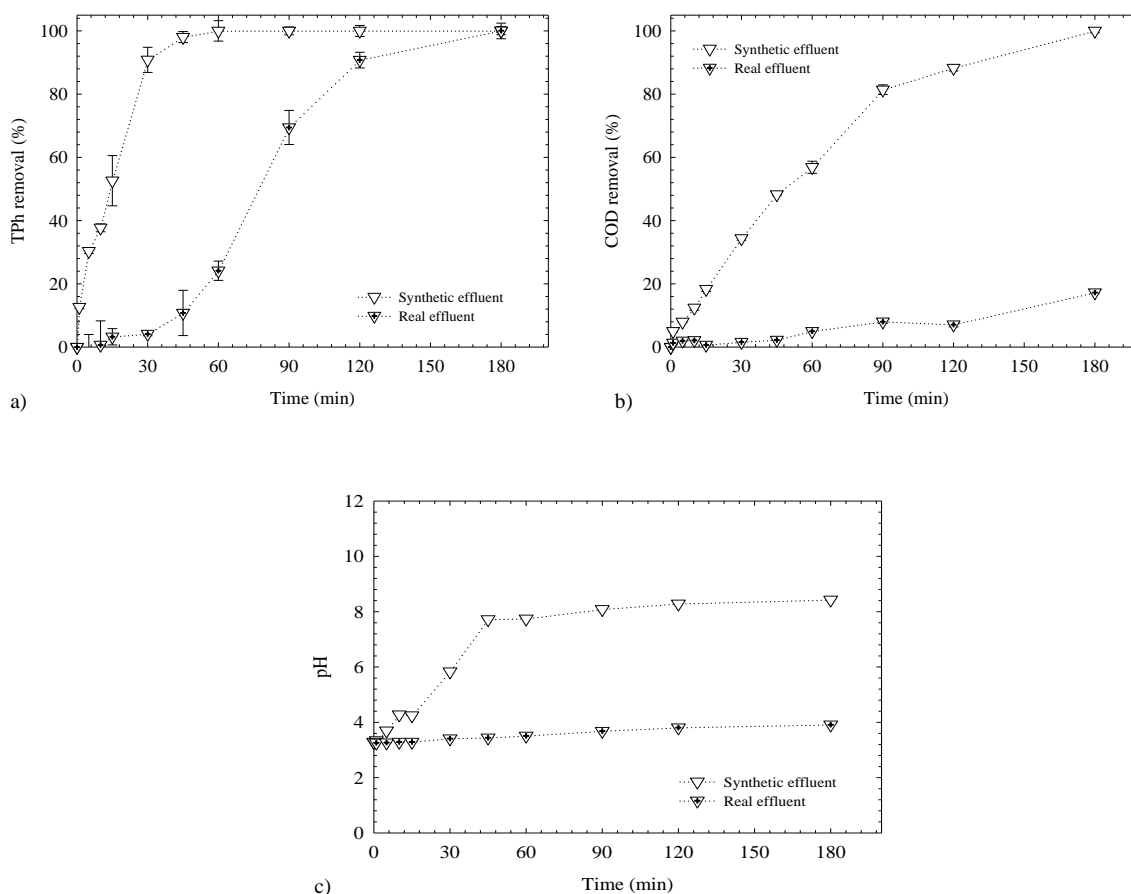 100
80
60
40
20
0
TPh removal (%)
Synthetic effluent
Real effluent
0 30 60 90 120 150 180
Time (min)
a)
100
80
60
40
20
0
COD removal (%)
Synthetic effluent
Real effluent
0 30 60 90 120 150 180
Time (min)
b)
12
10
8
6
4
2
0
pH
Synthetic effluent
Real effluent
0 30 60 90 120 150 180
Time (min)
c)